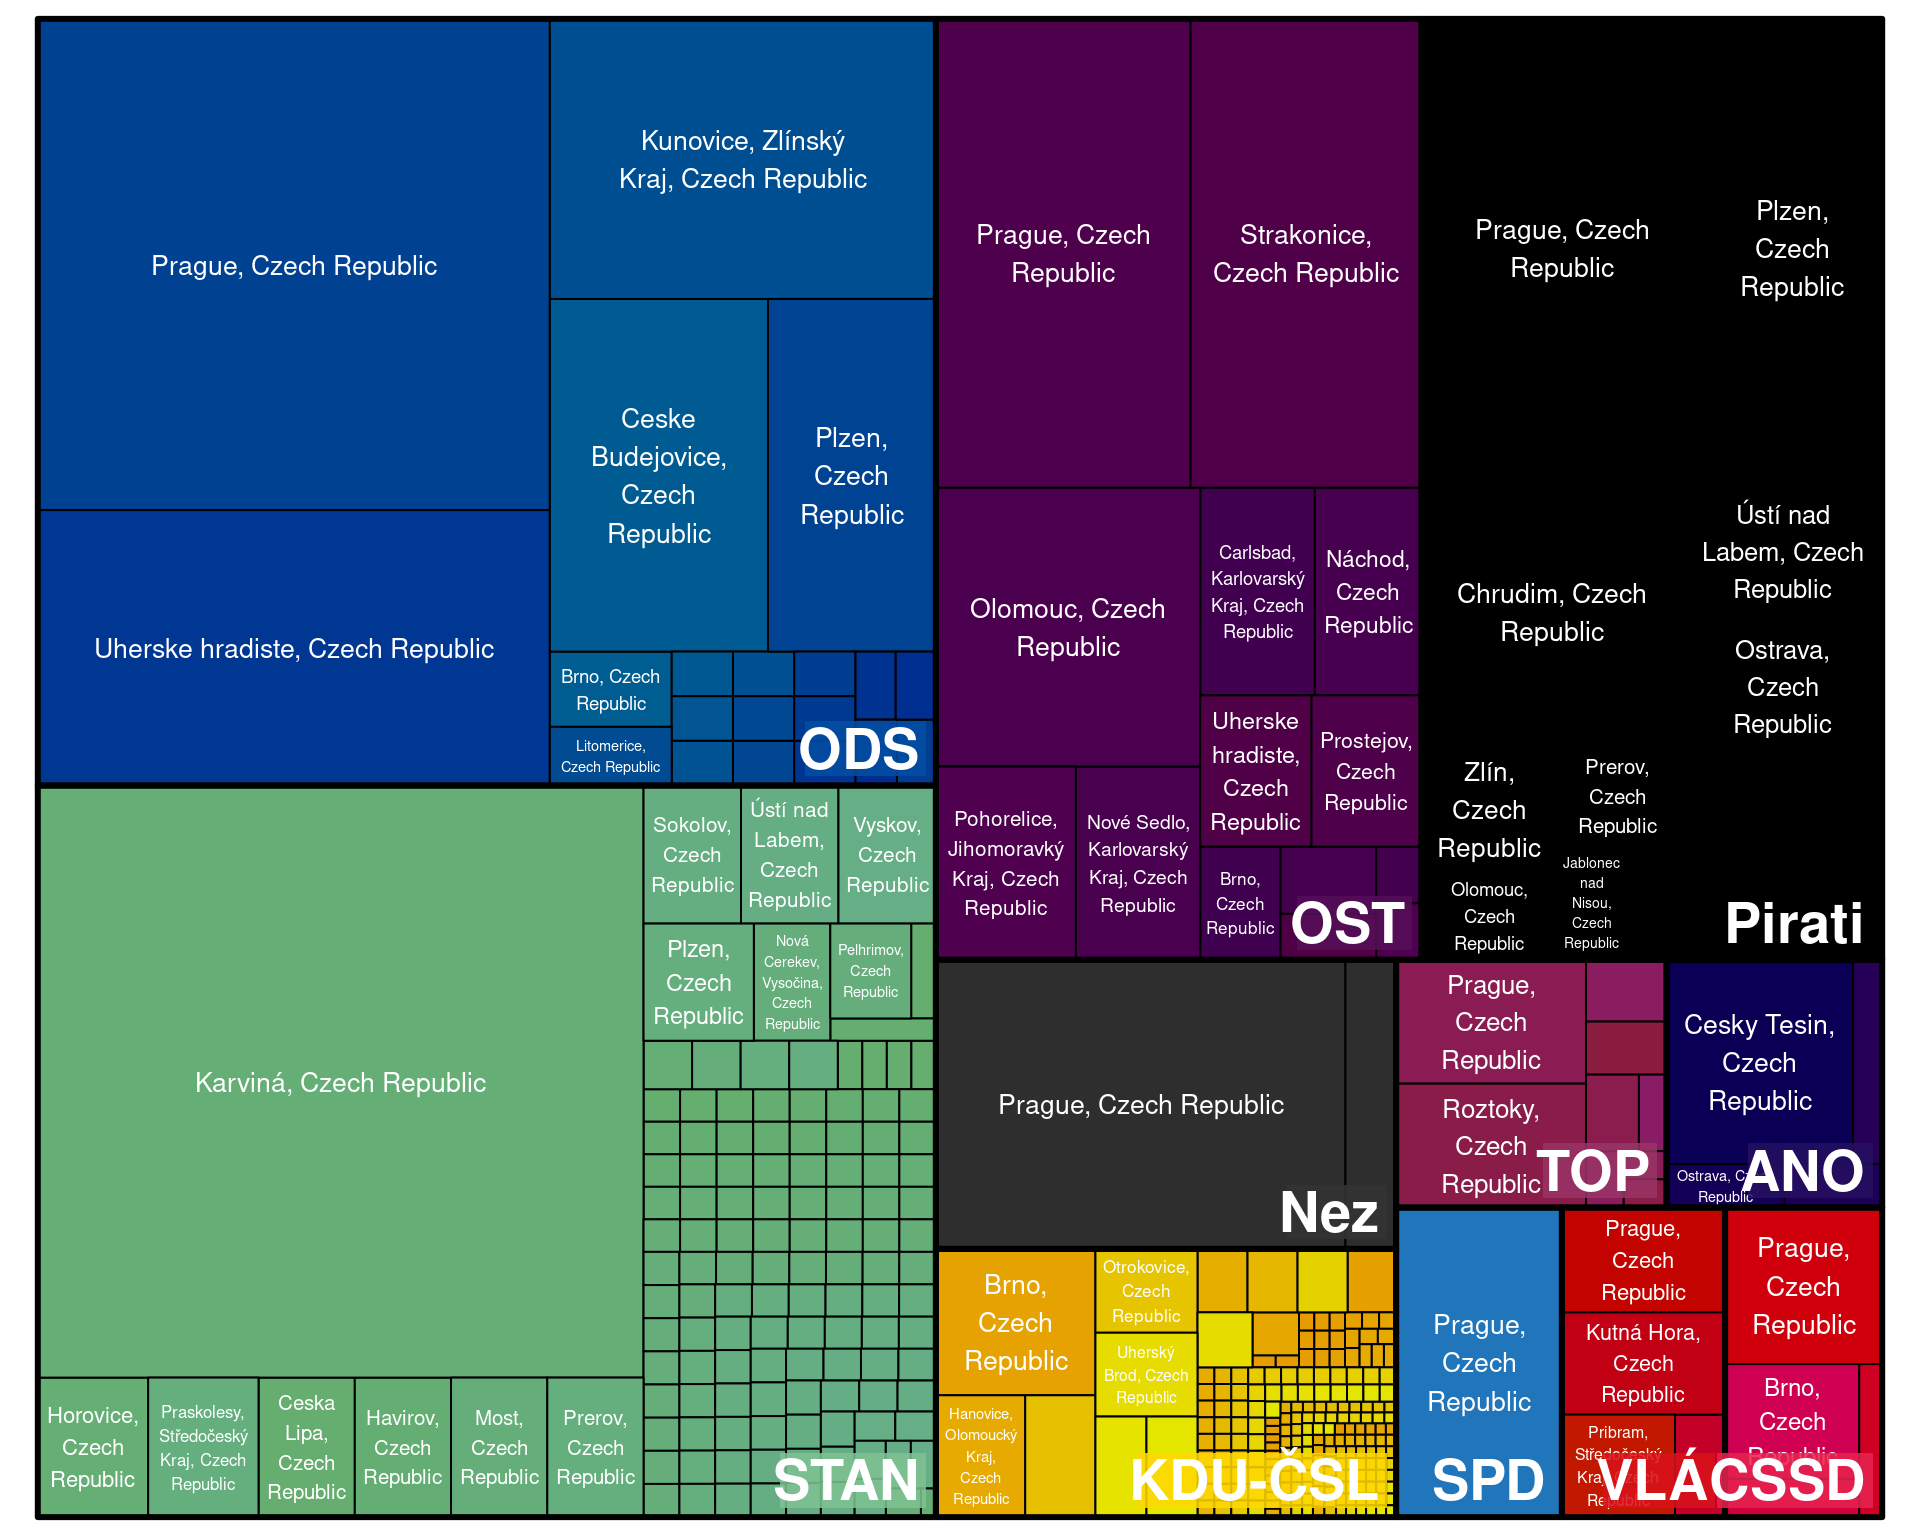 Prague, Czech Republic
Uherske hradiste, Czech Republic
Kunovice, Zlínský
Kraj, Czech Republic
Ceske
Budejovice,
Czech
Republic
Plzen,
Czech
Republic
Brno, Czech
Republic
Litomerice,
Czech Republic
ODS
Karviná, Czech Republic
Horovice,
Czech
Republic
Praskolesy,
Středočeský
Kraj, Czech
Republic
Ceska
Lipa,
Czech
Republic
Havirov,
Czech
Republic
Most,
Czech
Republic
Prerov,
Czech
Republic
Sokolov,
Czech
Republic
Ústí nad
Labem,
Czech
Republic
Vyskov,
Czech
Republic
Plzen,
Czech
Republic
Nová
Cerekev,
Vysočina,
Czech
Republic
Pelhrimov,
Czech
Republic
STAN
Prague, Czech
Republic
Strakonice,
Czech Republic
Olomouc, Czech
Republic
Carlsbad,
Karlovarský
Kraj, Czech
Republic
Náchod,
Czech
Republic
Uherske
hradiste,
Czech
Republic
Prostejov,
Czech
Republic
Pohorelice,
Jihomoravký
Kraj, Czech
Republic
Nové Sedlo,
Karlovarský
Kraj, Czech
Republic
Brno,
Czech
Republic
OST
Prague, Czech
Republic
Plzen,
Czech
Republic
Chrudim, Czech
Republic
Ústí nad
Labem, Czech
Republic
Ostrava,
Czech
Republic
Zlín,
Czech
Republic
Prerov,
Czech
Republic
Olomouc,
Czech
Republic
Jablonec
nad
Nisou,
Czech
Republic
Pirati
Prague, Czech Republic
Nez
Brno,
Czech
Republic
Otrokovice,
Czech
Republic
Uherský
Brod, Czech
Republic
Hanovice,
Olomoucký
Kraj,
Czech
Republic
KDU-ČSL
Prague,
Czech
Republic
Roztoky,
Czech
Republic
TOP
Cesky Tesin,
Czech
Republic
Ostrava, Czech
Republic
ANO
Prague,
Czech
Republic
SPD
Prague,
Czech
Republic
Kutná Hora,
Czech
Republic
Pribram,
Středočeský
Kraj, Czech
Republic
VLÁCSSD
Prague,
Czech
Republic
Brno,
Czech
Republic